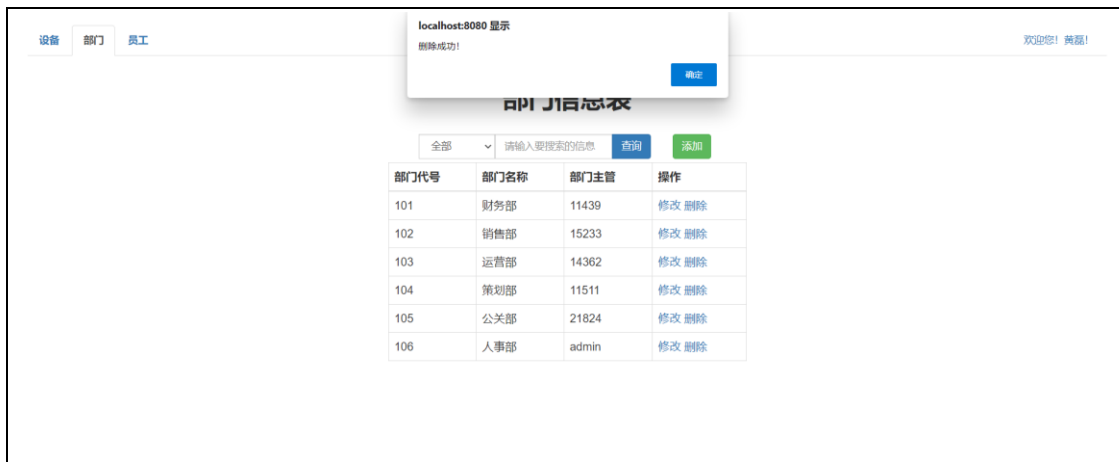 localhost:8080 显示
删除成功!
确定
设备 部门 员工
欢迎您! 黄磊!
部门信息表
全部 请输入要搜索的信息 查询 添加
部门代号 部门名称 部门主管 操作
101 财务部 11439 修改 删除
102 销售部 15233 修改 删除
103 运营部 14362 修改 删除
104 策划部 11511 修改 删除
105 公关部 21824 修改 删除
106 人事部 admin 修改 删除